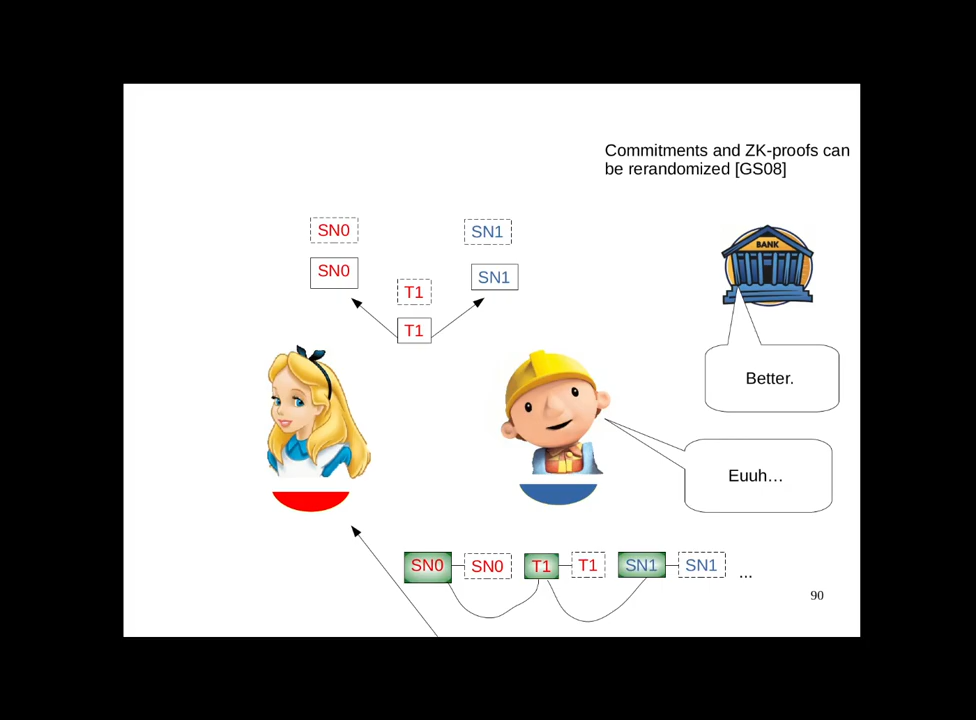 Commitments and ZK-proofs can
be rerandomized [GS08]
SN0
SN1
SN0
SN1
T1
T1
BANK
Better.
Euuh…
SN0 SN0 T1 T1 SN1 SN1 ...
90